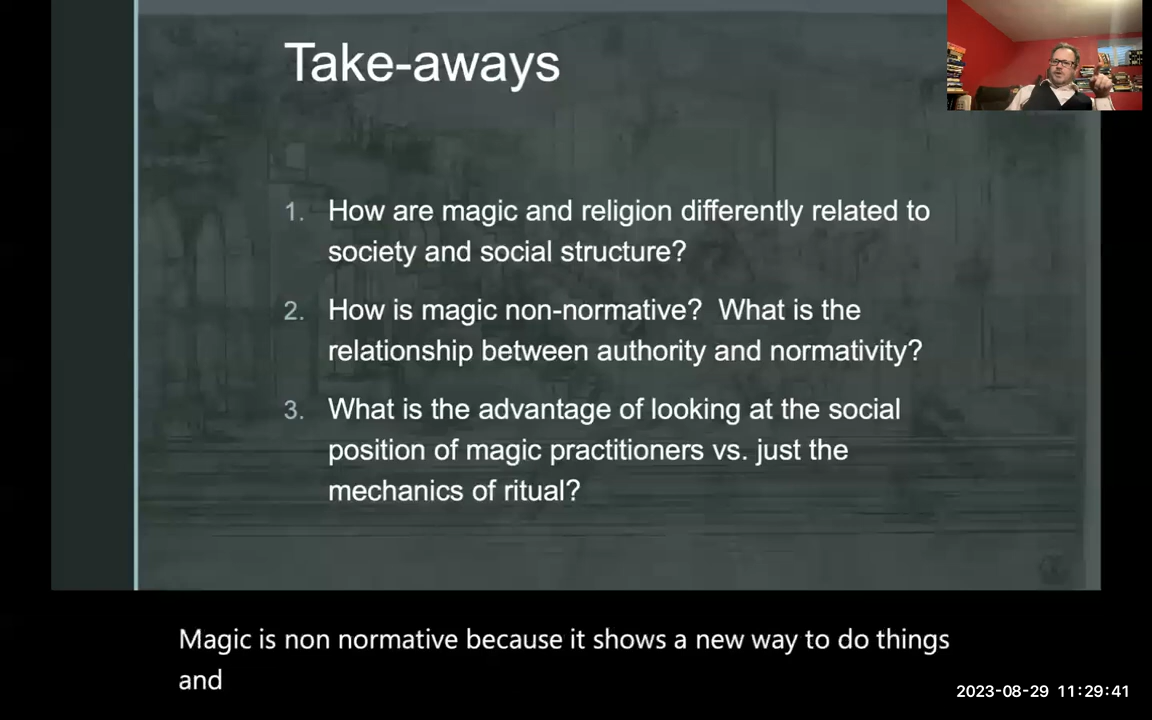 Take-aways
1. How are magic and religion differently related to
society and social structure?
2. How is magic non-normative?  What is the
relationship between authority and normativity?
3. What is the advantage of looking at the social
position of magic practitioners vs. just the
mechanics of ritual?
Magic is non normative because it shows a new way to do things
and
2023-08-29 11:29:41